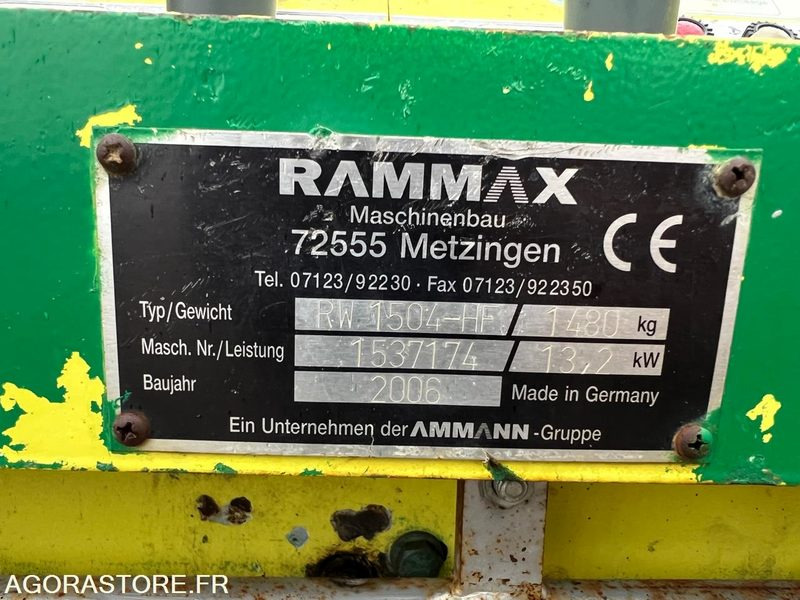 RAMMAX
Maschinenbau
72555 Metzingen
CE
Tel. 07123/92230 · Fax 07123/922350
Typ/Gewicht RW 1504-HF / 1480 kg
Masch. Nr./Leistung 1537174 / 13,2 kW
Baujahr 2006 Made in Germany
Ein Unternehmen der AMMANN-Gruppe
AGORASTORE.FR